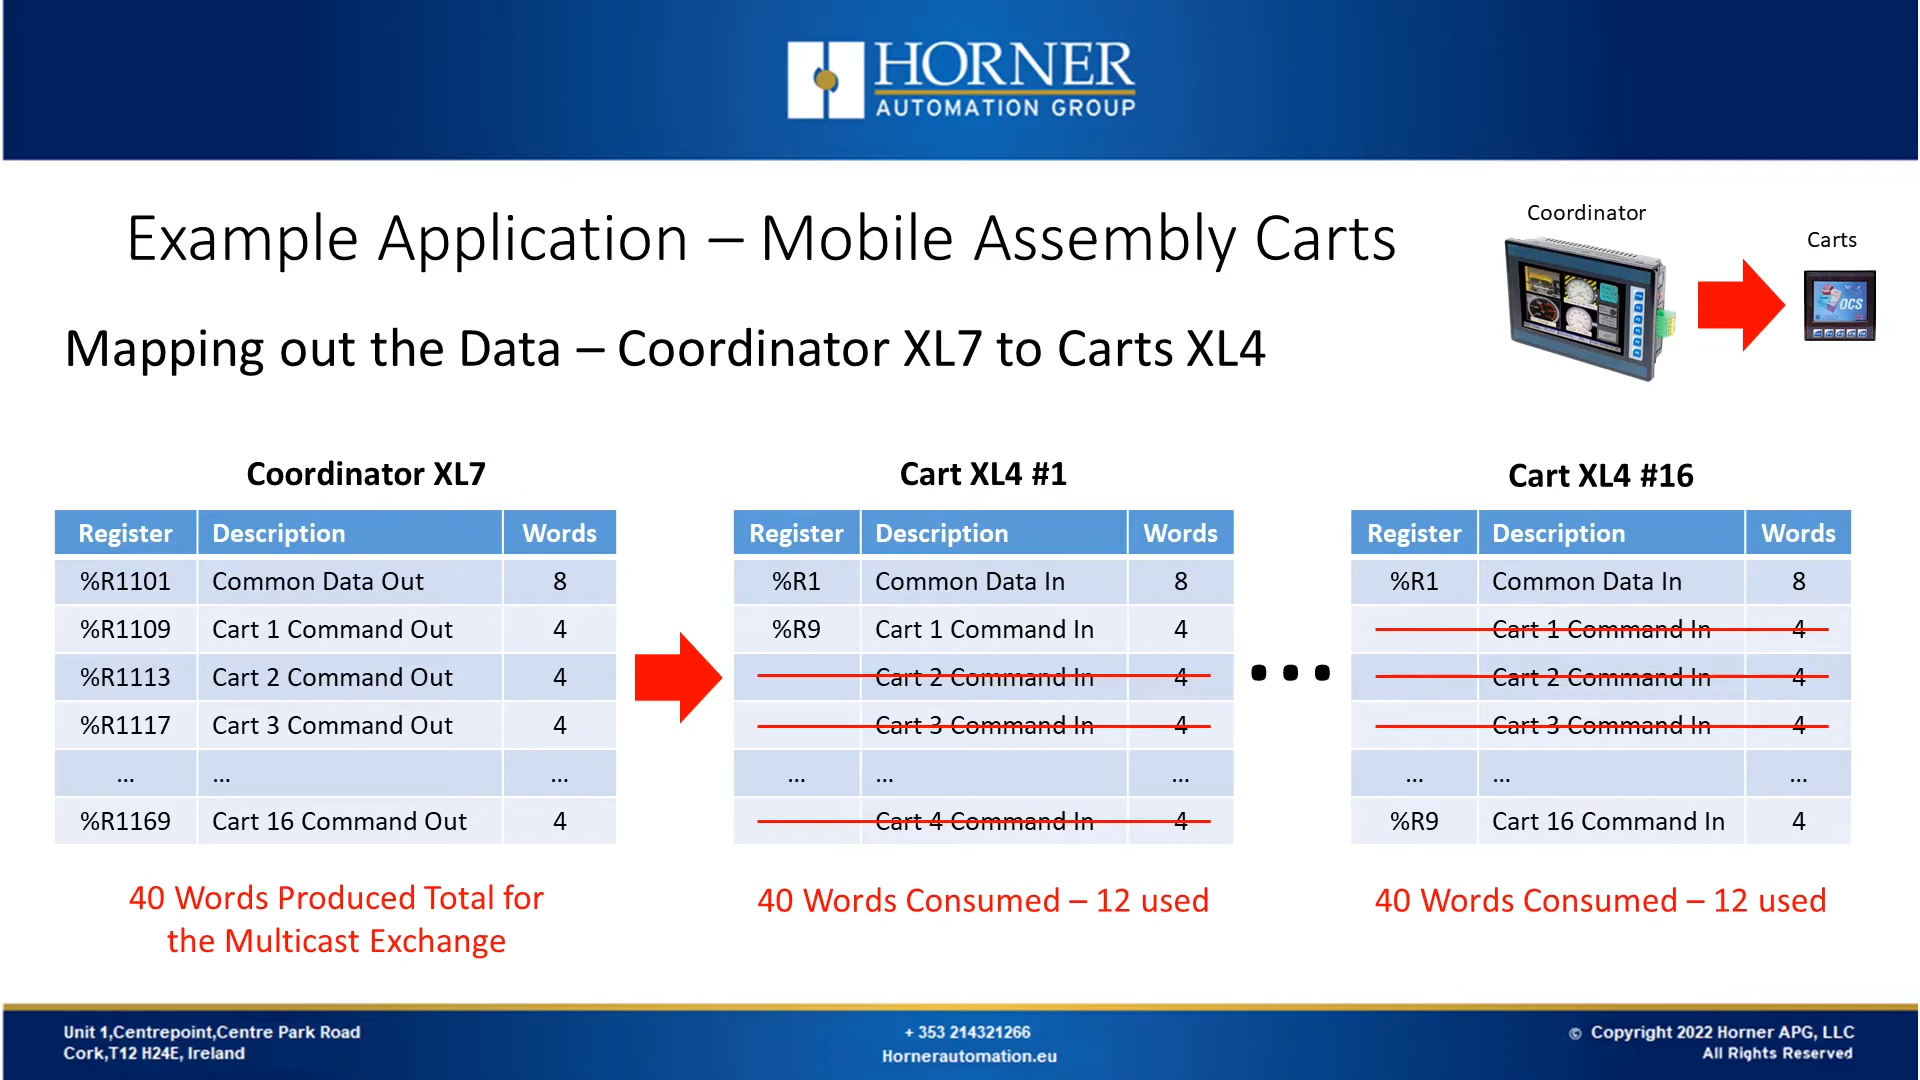 HORNER
AUTOMATION GROUP
Example Application – Mobile Assembly Carts
Coordinator
Carts
OCS
Mapping out the Data – Coordinator XL7 to Carts XL4
Coordinator XL7
Register Description Words
%R1101 Common Data Out 8
%R1109 Cart 1 Command Out 4
%R1113 Cart 2 Command Out 4
%R1117 Cart 3 Command Out 4
... ... ...
%R1169 Cart 16 Command Out 4
40 Words Produced Total for
the Multicast Exchange
Cart XL4 #1
Register Description Words
%R1 Common Data In 8
%R9 Cart 1 Command In 4
Cart 2 Command In 4
Cart 3 Command In 4
... ... ...
Cart 4 Command In 4
40 Words Consumed – 12 used
...
Cart XL4 #16
Register Description Words
%R1 Common Data In 8
Cart 1 Command In 4
Cart 2 Command In 4
Cart 3 Command In 4
... ... ...
%R9 Cart 16 Command In 4
40 Words Consumed – 12 used
Unit 1,Centrepoint,Centre Park Road
Cork,T12 H24E, Ireland
+ 353 214321266
Hornerautomation.eu
© Copyright 2022 Horner APG, LLC
All Rights Reserved